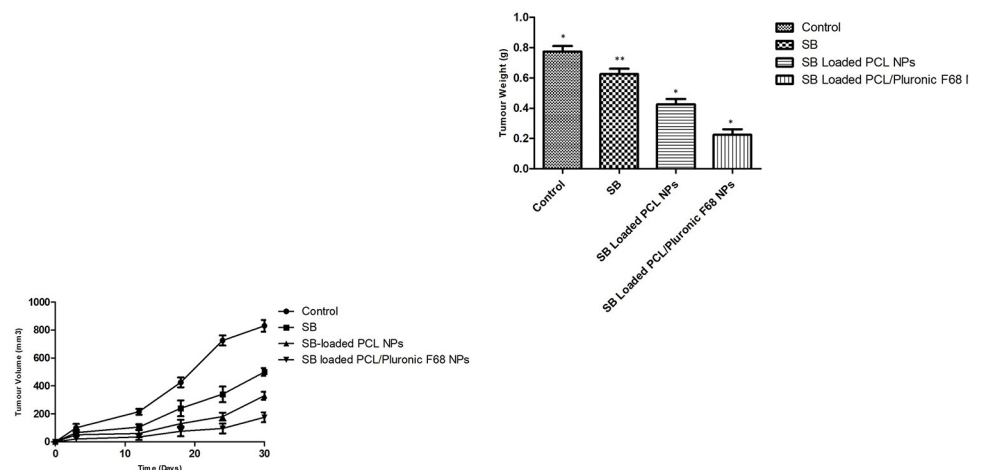 1.0
0.8
0.6
0.4
0.2
0.0
Tumour Weight (g)
*
**
*
*
Control
SB
SB Loaded PCL NPs
SB Loaded PCL/Pluronic F68 NPs
Control
SB
SB Loaded PCL NPs
SB Loaded PCL/Pluronic F68
1000
800
600
400
200
0
Tumour Volume (mm3)
0 10 20 30
Time (Days)
Control
SB
SB-loaded PCL NPs
SB loaded PCL/Pluronic F68 NPs